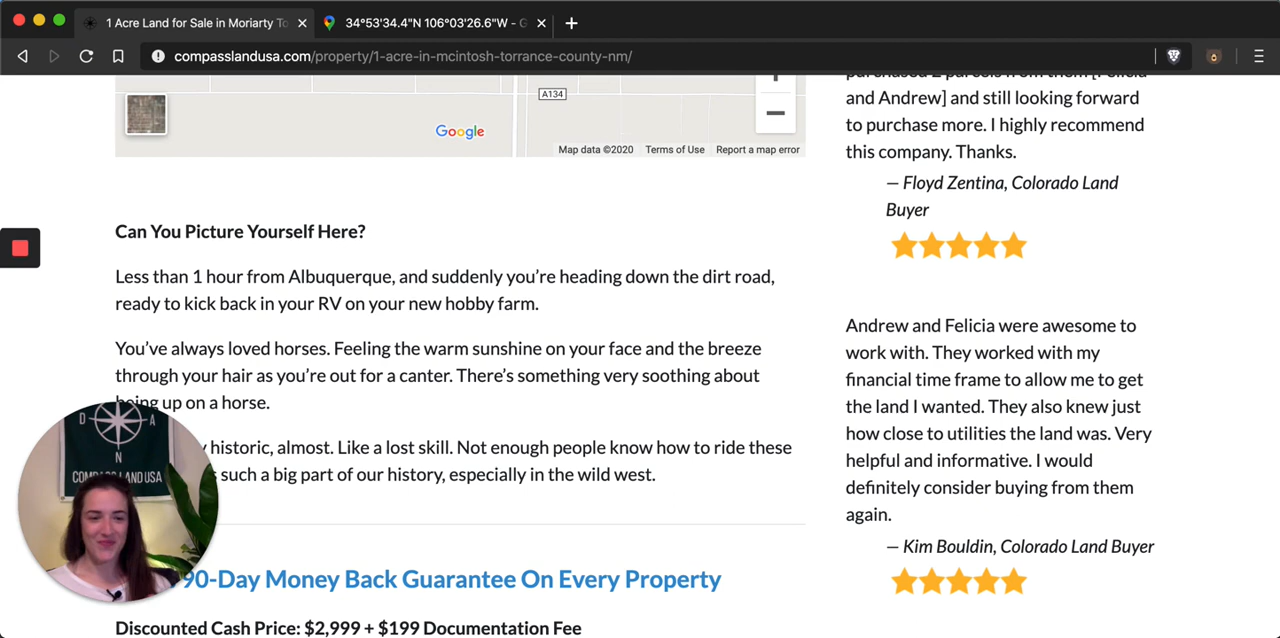 1 Acre Land for Sale in Moriarty To
34°53'34.4"N 106°03'26.6"W - G
compasslandusa.com/property/1-acre-in-mcintosh-torrance-county-nm/
A134
Google
Map data ©2020 Terms of Use Report a map error
Can You Picture Yourself Here?
Less than 1 hour from Albuquerque, and suddenly you’re heading down the dirt road,
ready to kick back in your RV on your new hobby farm.
You’ve always loved horses. Feeling the warm sunshine on your face and the breeze
through your hair as you’re out for a canter. There’s something very soothing about
being up on a horse.
historic, almost. Like a lost skill. Not enough people know how to ride these
such a big part of our history, especially in the wild west.
90-Day Money Back Guarantee On Every Property
Discounted Cash Price: $2,999 + $199 Documentation Fee
D A
N
COMPASS LAND USA
purchased 2 parcels from them [Felicia
and Andrew] and still looking forward
to purchase more. I highly recommend
this company. Thanks.
— Floyd Zentina, Colorado Land
Buyer
Andrew and Felicia were awesome to
work with. They worked with my
financial time frame to allow me to get
the land I wanted. They also knew just
how close to utilities the land was. Very
helpful and informative. I would
definitely consider buying from them
again.
— Kim Bouldin, Colorado Land Buyer